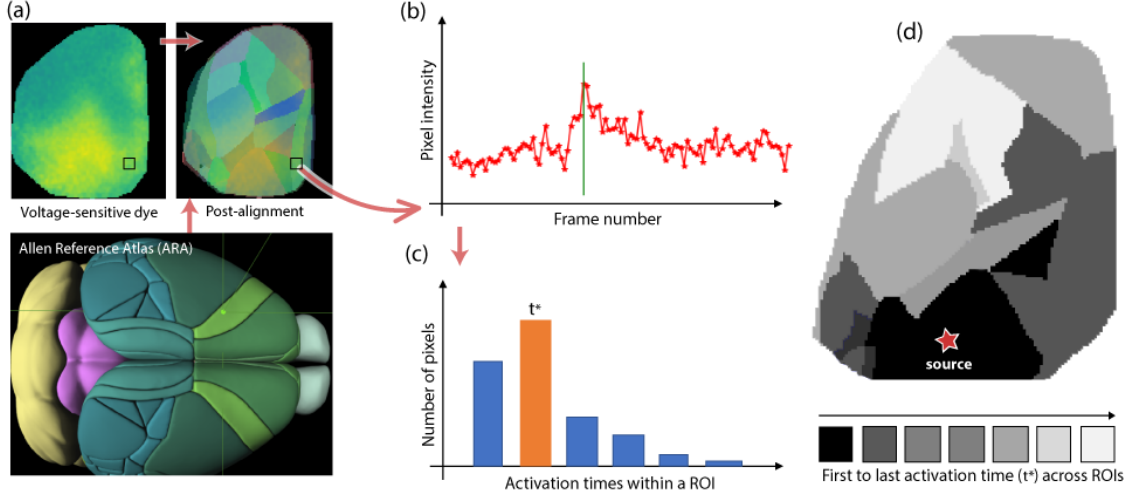 (a)
Voltage-sensitive dye
Post-alignment
Allen Reference Atlas (ARA)
(b)
Pixel intensity
Frame number
(c)
t*
Number of pixels
Activation times within a ROI
(d)
source
First to last activation time (t*) across ROIs